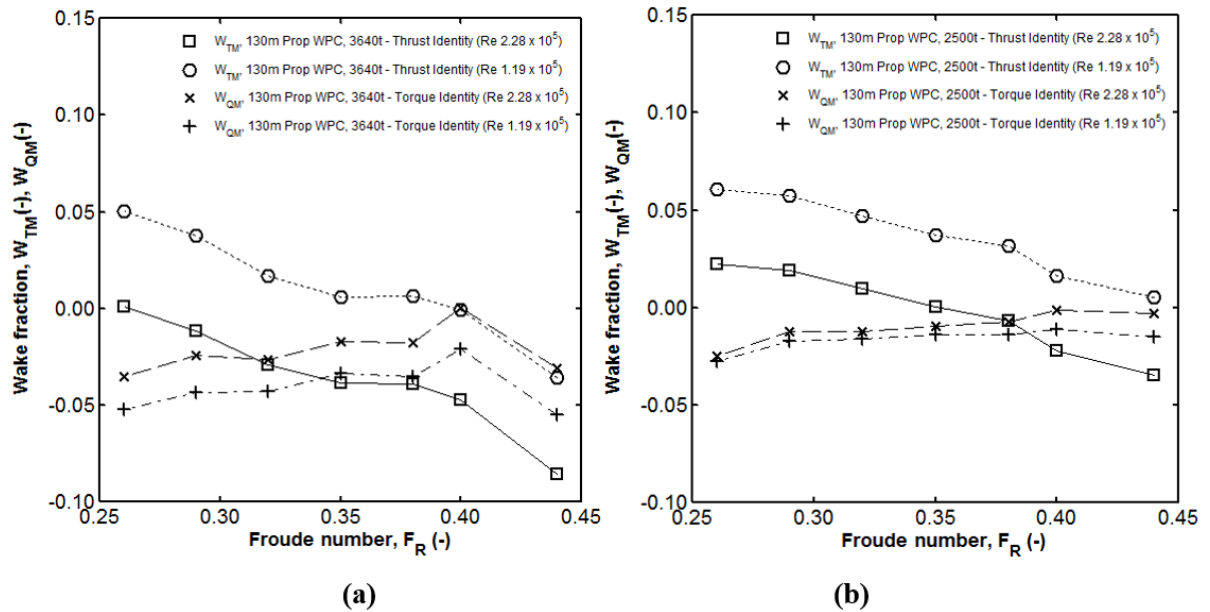 0.15
0.10
0.05
0.00
-0.05
-0.10
Wake fraction, W_TM(-), W_QM(-)
W_TM, 130m Prop WPC, 3640t - Thrust Identity (Re 2.28 x 10^5)
W_TM, 130m Prop WPC, 3640t - Thrust Identity (Re 1.19 x 10^5)
W_QM, 130m Prop WPC, 3640t - Torque Identity (Re 2.28 x 10^5)
W_QM, 130m Prop WPC, 3640t - Torque Identity (Re 1.19 x 10^5)
0.25 0.30 0.35 0.40 0.45
Froude number, F_R (-)
(a)
0.15
0.10
0.05
0.00
-0.05
-0.10
Wake fraction, W_TM(-), W_QM(-)
W_TM, 130m Prop WPC, 2500t - Thrust Identity (Re 2.28 x 10^5)
W_TM, 130m Prop WPC, 2500t - Thrust Identity (Re 1.19 x 10^5)
W_QM, 130m Prop WPC, 2500t - Torque Identity (Re 2.28 x 10^5)
W_QM, 130m Prop WPC, 2500t - Torque Identity (Re 1.19 x 10^5)
0.25 0.30 0.35 0.40 0.45
Froude number, F_R (-)
(b)